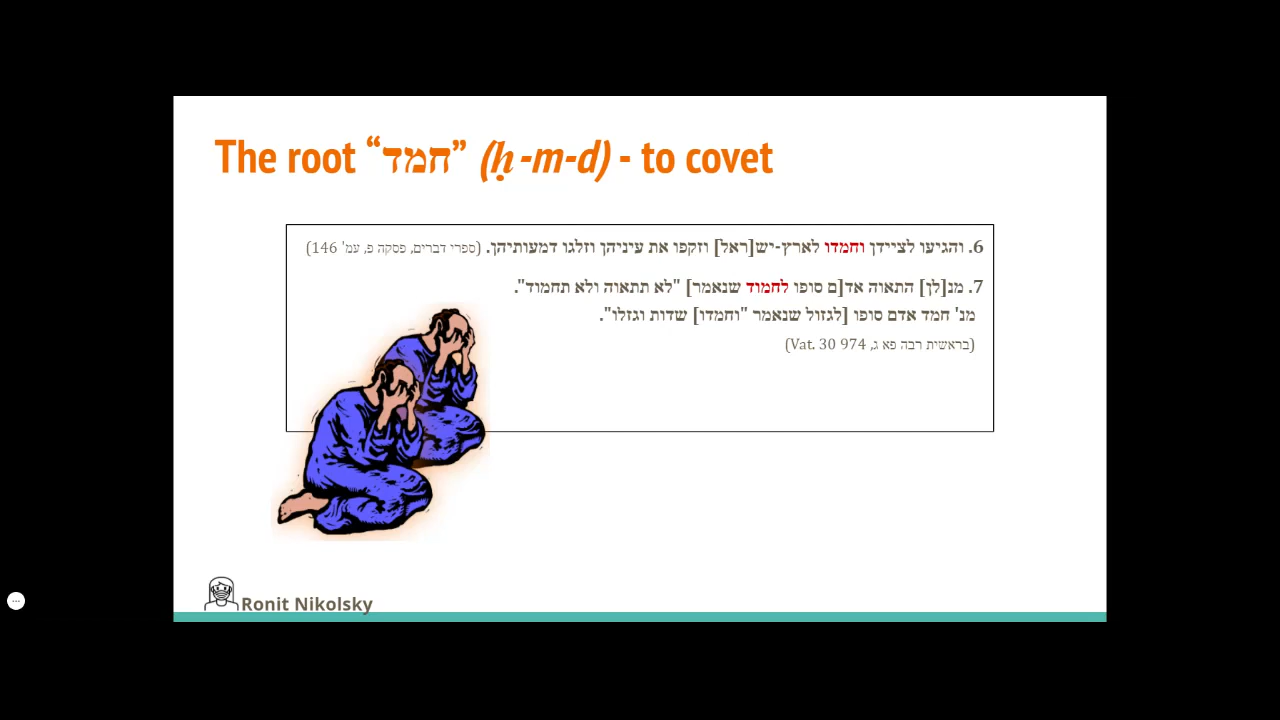 The root “חמד” (ḥ-m-d) - to covet
6. והגיעו לציידן וחמדו לארץ-יש[ראל] וזקפו את עיניהן וזלגו דמעותיהן. (ספרי דברים, פסקה פ, עמ' 146)
7. מנ[לן] התאוה אד[ם סופו לחמוד שנאמר] "לא תתאוה ולא תחמוד".
מנ' חמד אדם סופו [לגזול שנאמר "וחמדו] שדות וגזלו".
(בראשית רבה פא ג, Vat. 30 974)
Ronit Nikolsky